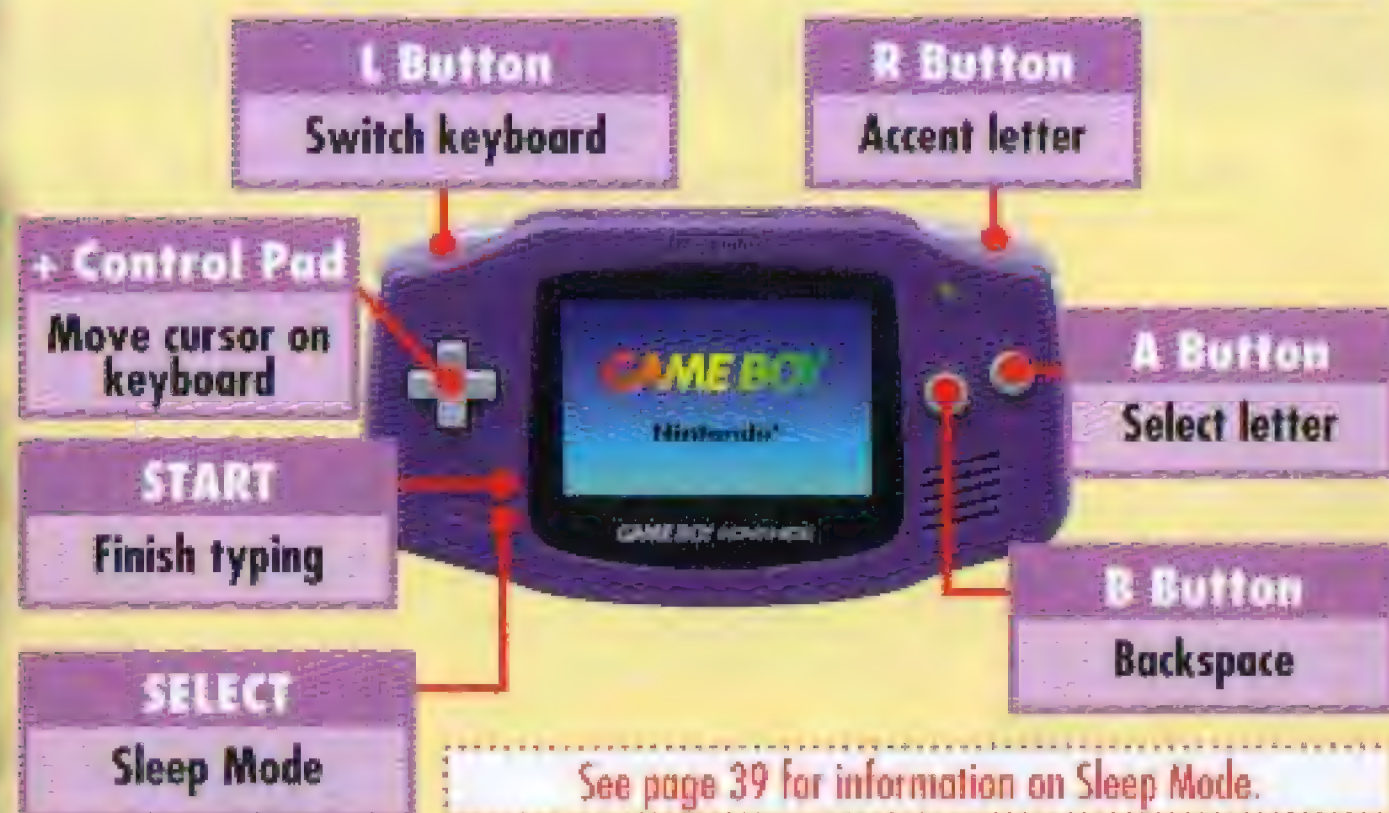 L Button
Switch keyboard
R Button
Accent letter
+ Control Pad
Move cursor on
keyboard
GAME BOY
Nintendo
A Button
Select letter
START
Finish typing
GAME BOY ADVANCE
B Button
Backspace
SELECT
Sleep Mode
See page 39 for information on Sleep Mode.